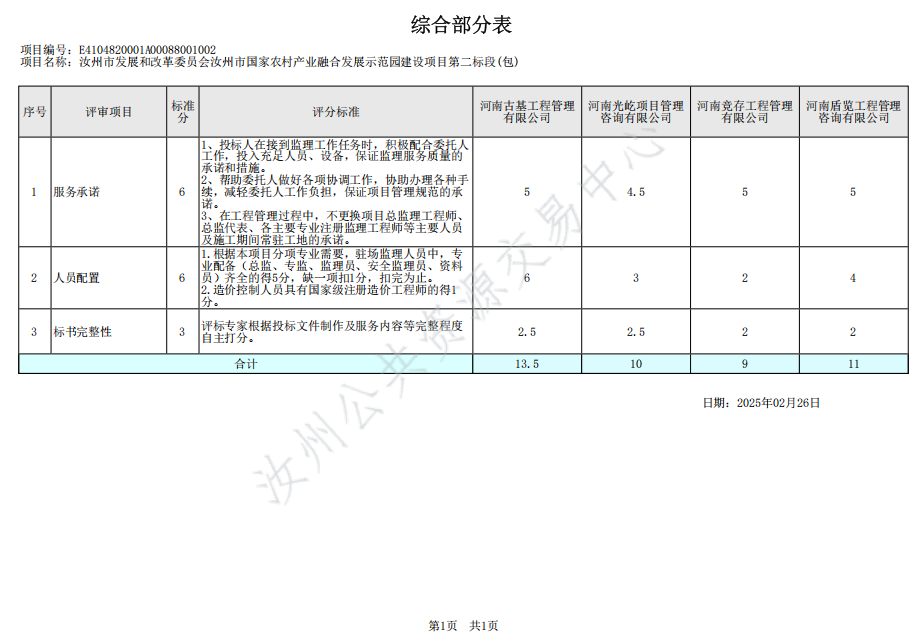 综合部分表
项目编号：E4104820001A00088001002
项目名称：汝州市发展和改革委员会汝州市国家农村产业融合发展示范园建设项目第二标段(包)
序号
评审项目
标准
分
评分标准
河南古基工程管理
有限公司
河南光屹项目管理
咨询有限公司
河南竞存工程管理
有限公司
河南盾览工程管理
咨询有限公司
1
服务承诺
6
1、投标人在接到监理工作任务时，积极配合委托人
工作，投入充足人员、设备，保证监理服务质量的
承诺和措施。
2、帮助委托人做好各项协调工作，协助办理各种手
续，减轻委托人工作负担，保证项目管理规范的承
诺。
3、在工程管理过程中，不更换项目总监理工程师、
总监代表、各主要专业注册监理工程师等主要人员
及施工期间常驻工地的承诺。
5
4.5
5
5
2
人员配置
6
1.根据本项目分项专业需要，驻场监理人员中，专
业配备（总监、专监、监理员、安全监理员、资料
员）齐全的得5分，缺一项扣1分，扣完为止。
2.造价控制人员具有国家级注册造价工程师的得1
分。
6
3
2
4
3
标书完整性
3
评标专家根据投标文件制作及服务内容等完整程度
自主打分。
2.5
2.5
2
2
合计
13.5
10
9
11
日期：2025年02月26日
汝州公共资源交易中心
第1页 共1页